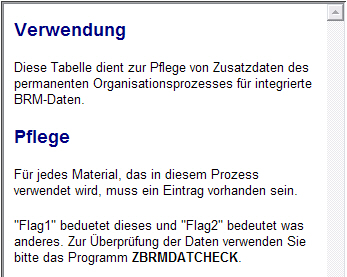 Verwendung
Diese Tabelle dient zur Pflege von Zusatzdaten des
permanenten Organisationsprozesses für integrierte
BRM-Daten.
Pflege
Für jedes Material, das in diesem Prozess
verwendet wird, muss ein Eintrag vorhanden sein.
"Flag1" beduetet dieses und "Flag2" bedeutet was
anderes. Zur Überprüfung der Daten verwenden Sie
bitte das Programm ZBRMDATCHECK.